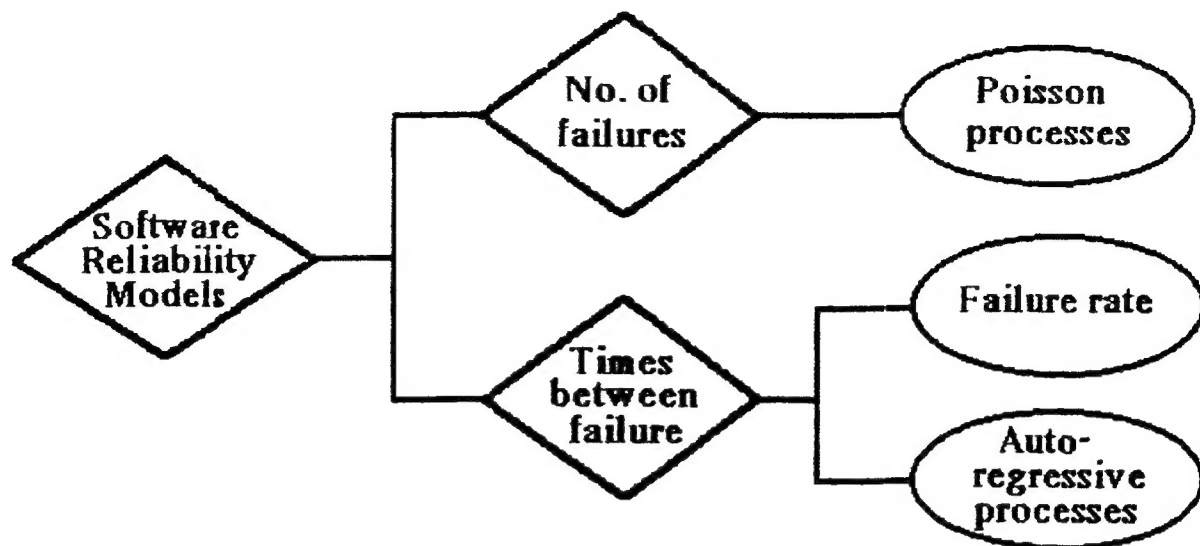 Software
Reliability
Models
No. of
failures
Poisson
processes
Times
between
failure
Failure rate
Auto-
regressive
processes